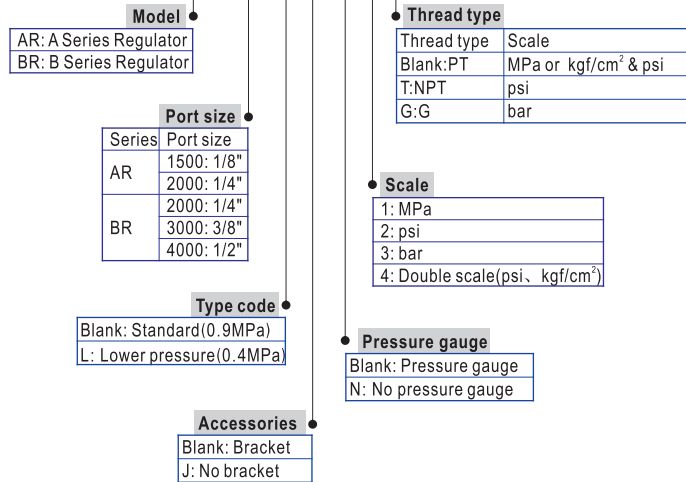 Model
AR: A Series Regulator
BR: B Series Regulator
Thread type
Thread type Scale
Blank:PT MPa or kgf/cm² & psi
T:NPT psi
G:G bar
Port size
Series Port size
AR
1500: 1/8"
2000: 1/4"
BR
2000: 1/4"
3000: 3/8"
4000: 1/2"
Scale
1: MPa
2: psi
3: bar
4: Double scale(psi、kgf/cm²)
Type code
Blank: Standard(0.9MPa)
L: Lower pressure(0.4MPa)
Pressure gauge
Blank: Pressure gauge
N: No pressure gauge
Accessories
Blank: Bracket
J: No bracket